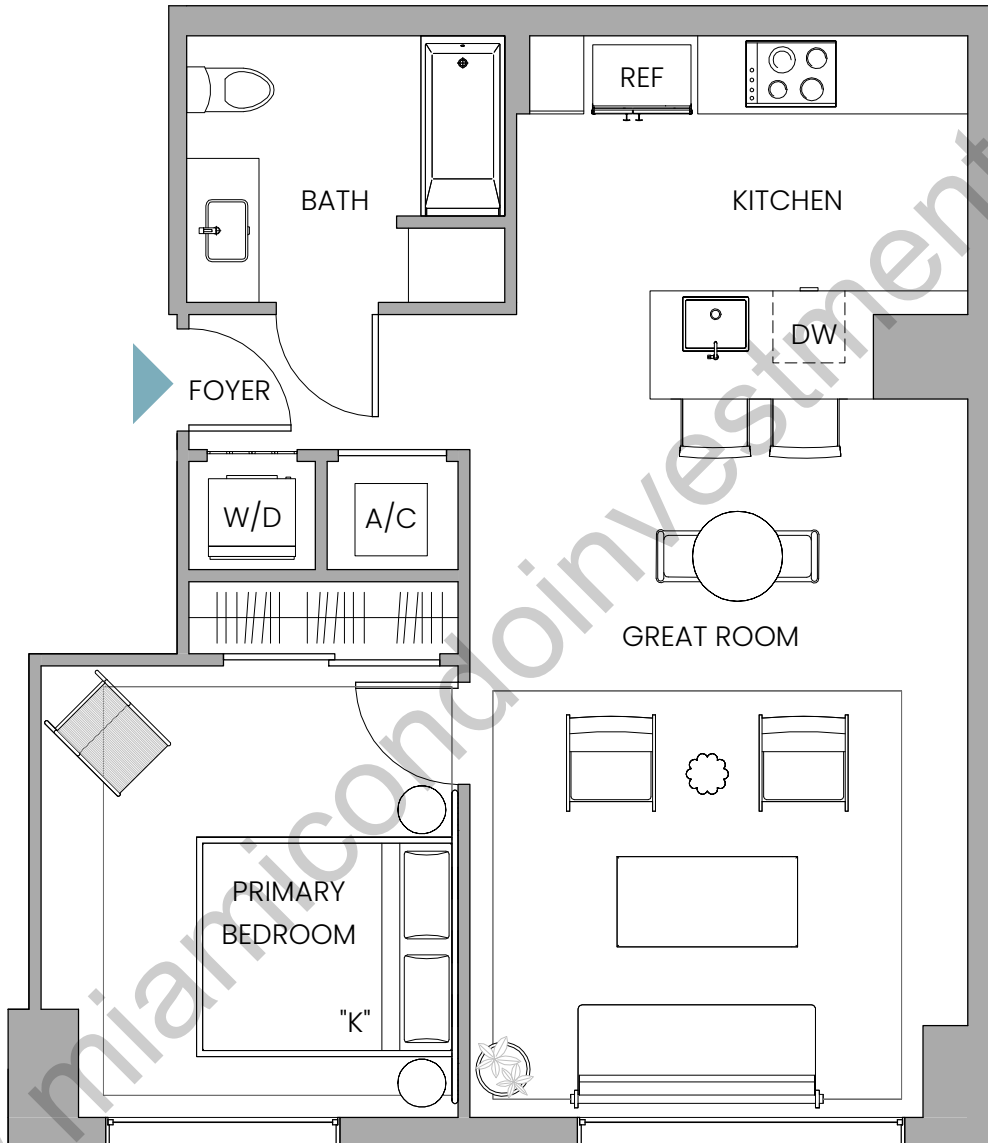 REF
BATH
KITCHEN
DW
FOYER
W/D
A/C
GREAT ROOM
PRIMARY
BEDROOM
"K"
miamicondoinvestment